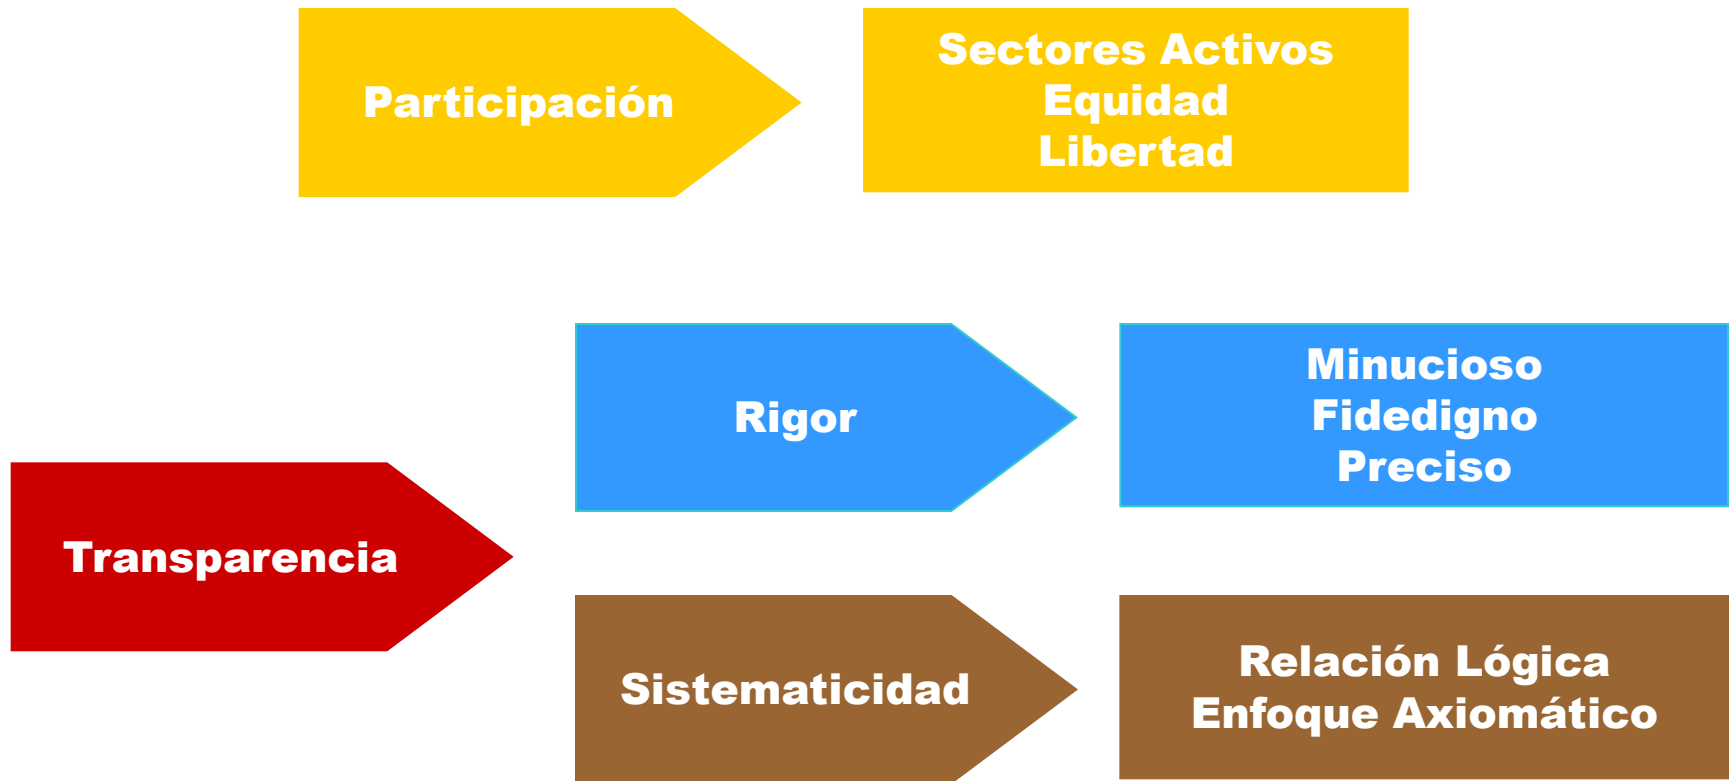 Participación
Sectores Activos
Equidad
Libertad
Rigor
Minucioso
Fidedigno
Preciso
Transparencia
Sistematicidad
Relación Lógica
Enfoque Axiomático